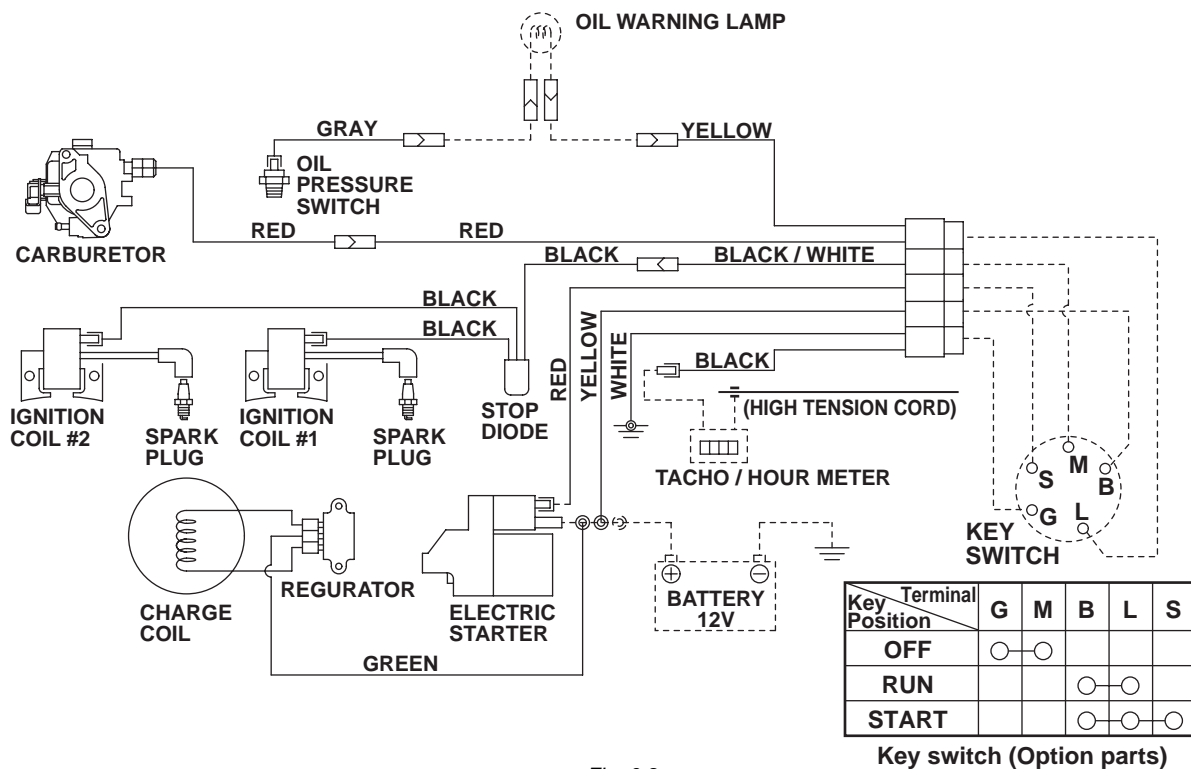 OIL WARNING LAMP
GRAY
YELLOW
OIL
PRESSURE
SWITCH
CARBURETOR
RED
RED
BLACK
BLACK / WHITE
BLACK
BLACK
RED
YELLOW
WHITE
BLACK
(HIGH TENSION CORD)
IGNITION
COIL #2
SPARK
PLUG
IGNITION
COIL #1
SPARK
PLUG
STOP
DIODE
TACHO / HOUR METER
M
S
B
G
L
KEY
SWITCH
REGURATOR
CHARGE
COIL
ELECTRIC
STARTER
BATTERY
12V
GREEN
Key Position Terminal G M B L S
OFF
RUN
START
Key switch (Option parts)